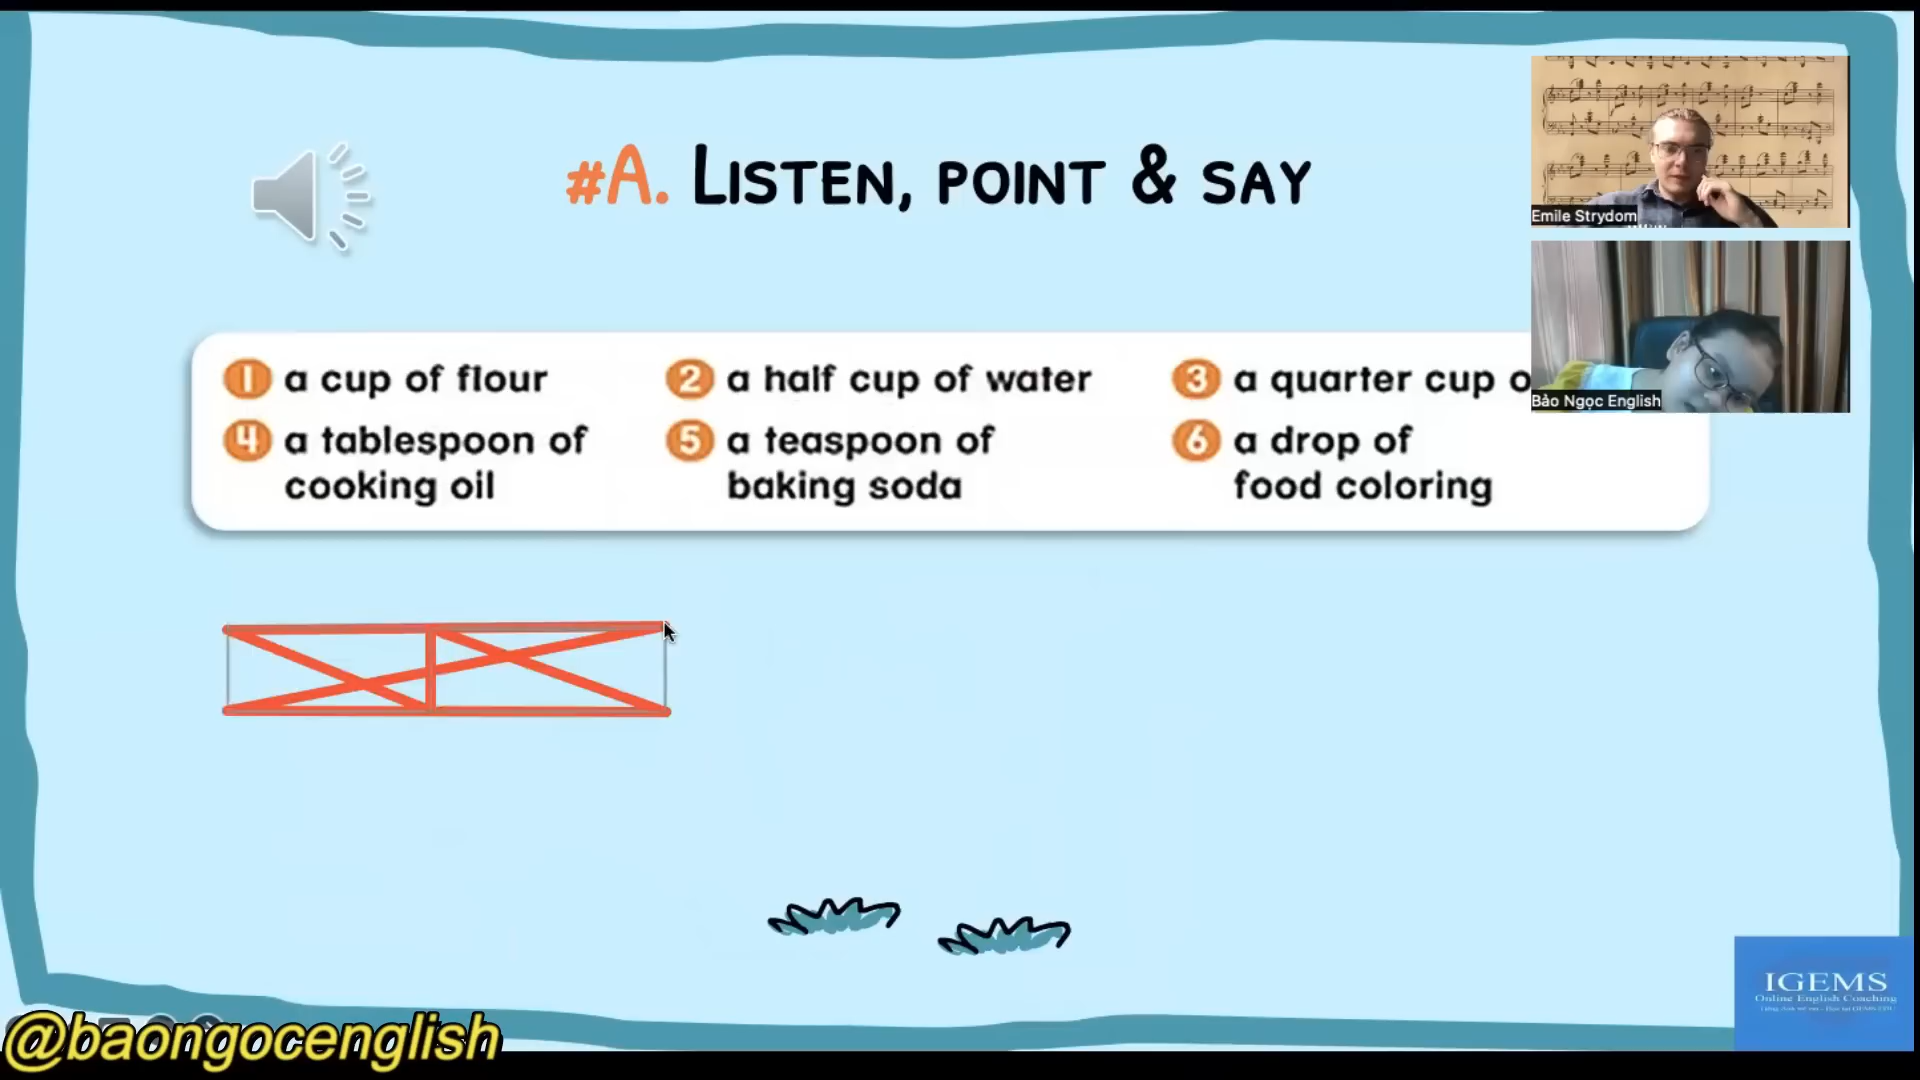 #A. LISTEN, POINT & SAY
Emile Strydom
Bảo Ngọc English
1 a cup of flour
2 a half cup of water
3 a quarter cup o
4 a tablespoon of
cooking oil
5 a teaspoon of
baking soda
6 a drop of
food coloring
IGEMS
Online English Coaching
@baongocenglish